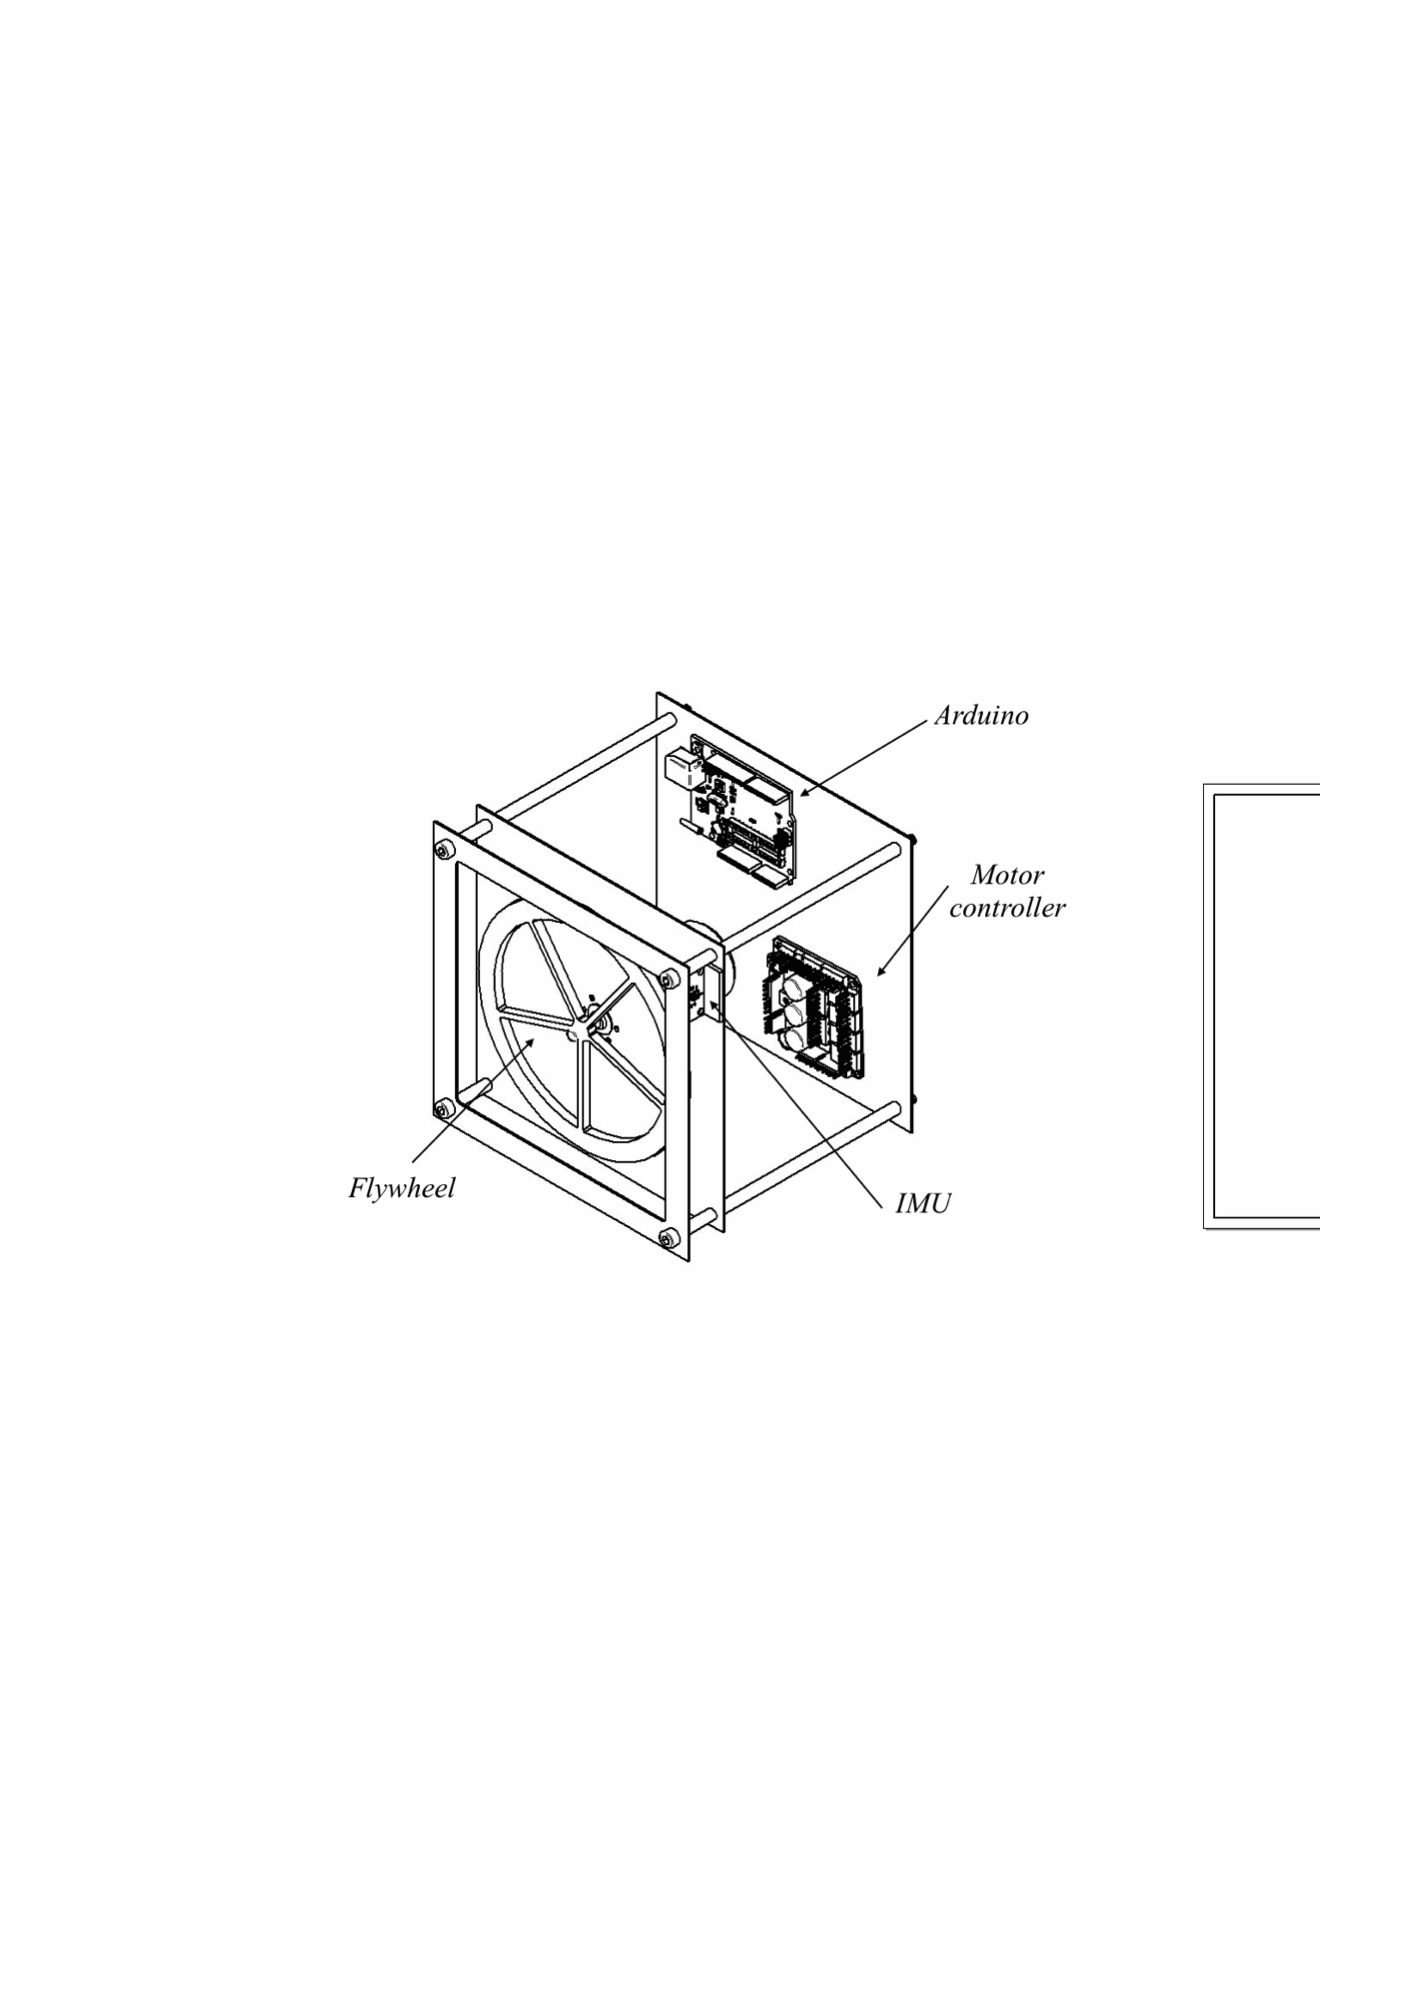 Arduino
Motor
controller
Flywheel
IMU